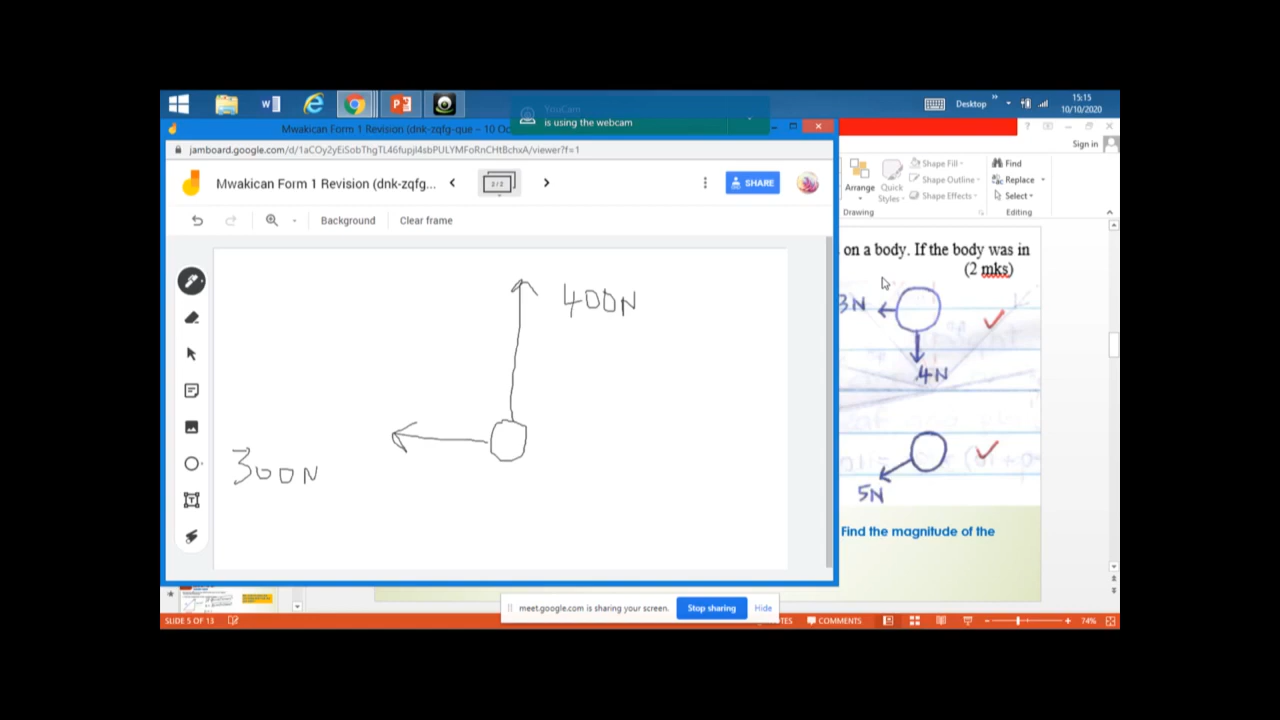 15:15
Desktop
10/10/2020
YouCam
is using the webcam
Mwakican Form 1 Revision (dnk-zqfg-que – 10 Oc
Sign in
jamboard.google.com/d/1aCOy2yEiSobThgTL46fupjl4sbPULYMFoRnCHtBchxA/viewer?f=1
Mwakican Form 1 Revision (dnk-zqfg...
2/2
SHARE
Background
Clear frame
Arrange
Quick
Styles
Shape Fill
Shape Outline
Shape Effects
Drawing
Find
Replace
Select
Editing
400N
300N
on a body. If the body was in
(2 mks)
3N
4N
5N
Find the magnitude of the
meet.google.com is sharing your screen.
Stop sharing
Hide
SLIDE 5 OF 13
OTES
COMMENTS
74%